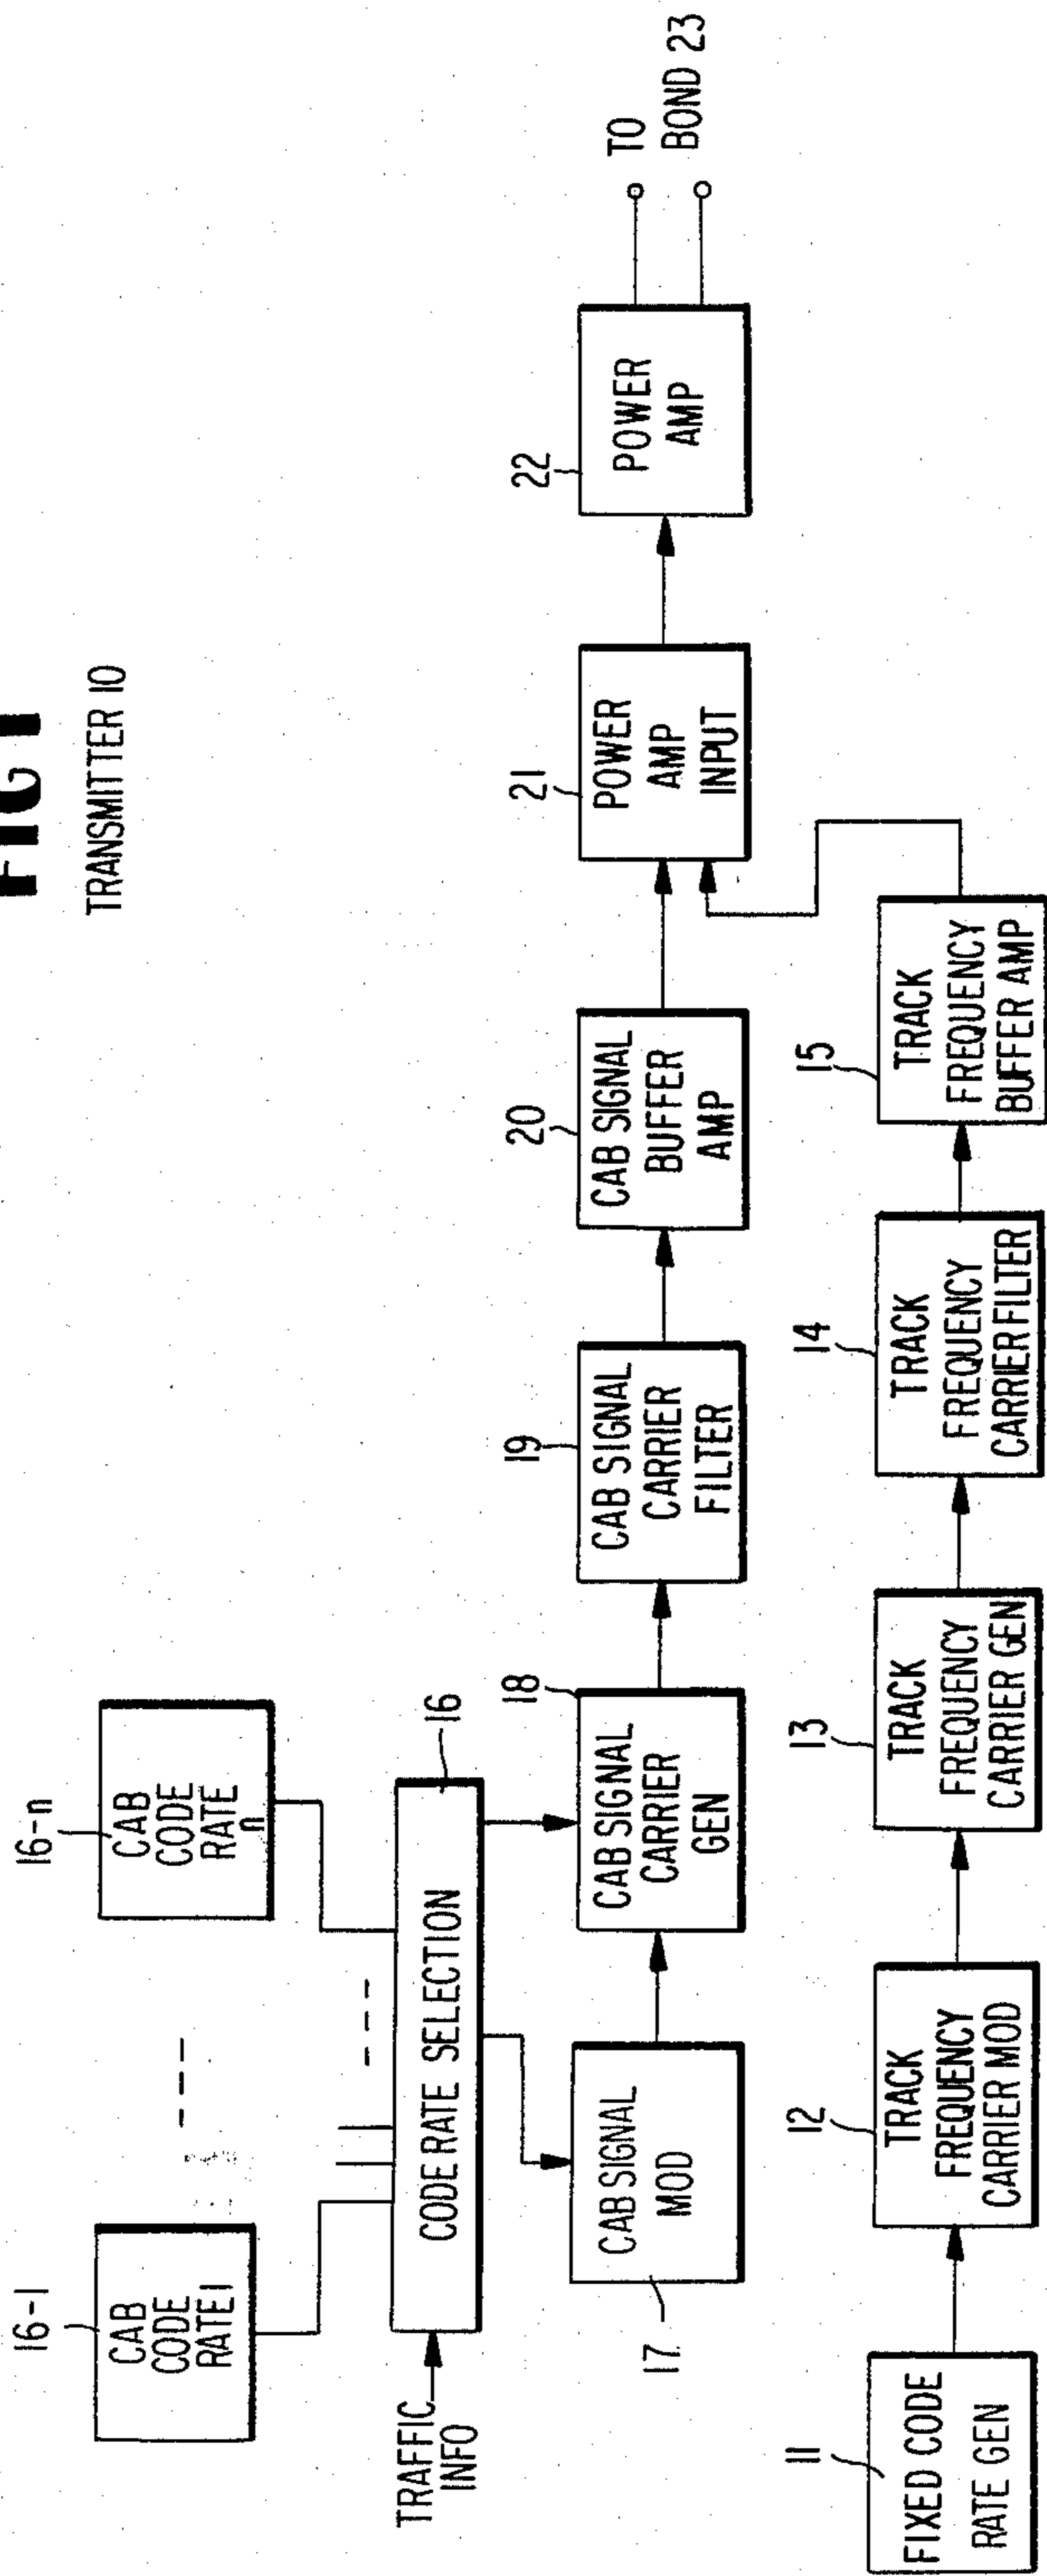 FIG 1
TRANSMITTER 10
16-1
CAB
CODE
RATE 1
16-n
CAB
CODE
RATE
n
TRAFFIC
INFO
CODE RATE SELECTION
16
17
CAB SIGNAL
MOD
18
CAB SIGNAL
CARRIER
GEN
19
CAB SIGNAL
CARRIER
FILTER
20
CAB SIGNAL
BUFFER
AMP
21
POWER
AMP
INPUT
22
POWER
AMP
TO
BOND 23
11
FIXED CODE
RATE GEN
12
TRACK
FREQUENCY
CARRIER MOD
13
TRACK
FREQUENCY
CARRIER GEN
14
TRACK
FREQUENCY
CARRIER FILTER
15
TRACK
FREQUENCY
BUFFER AMP